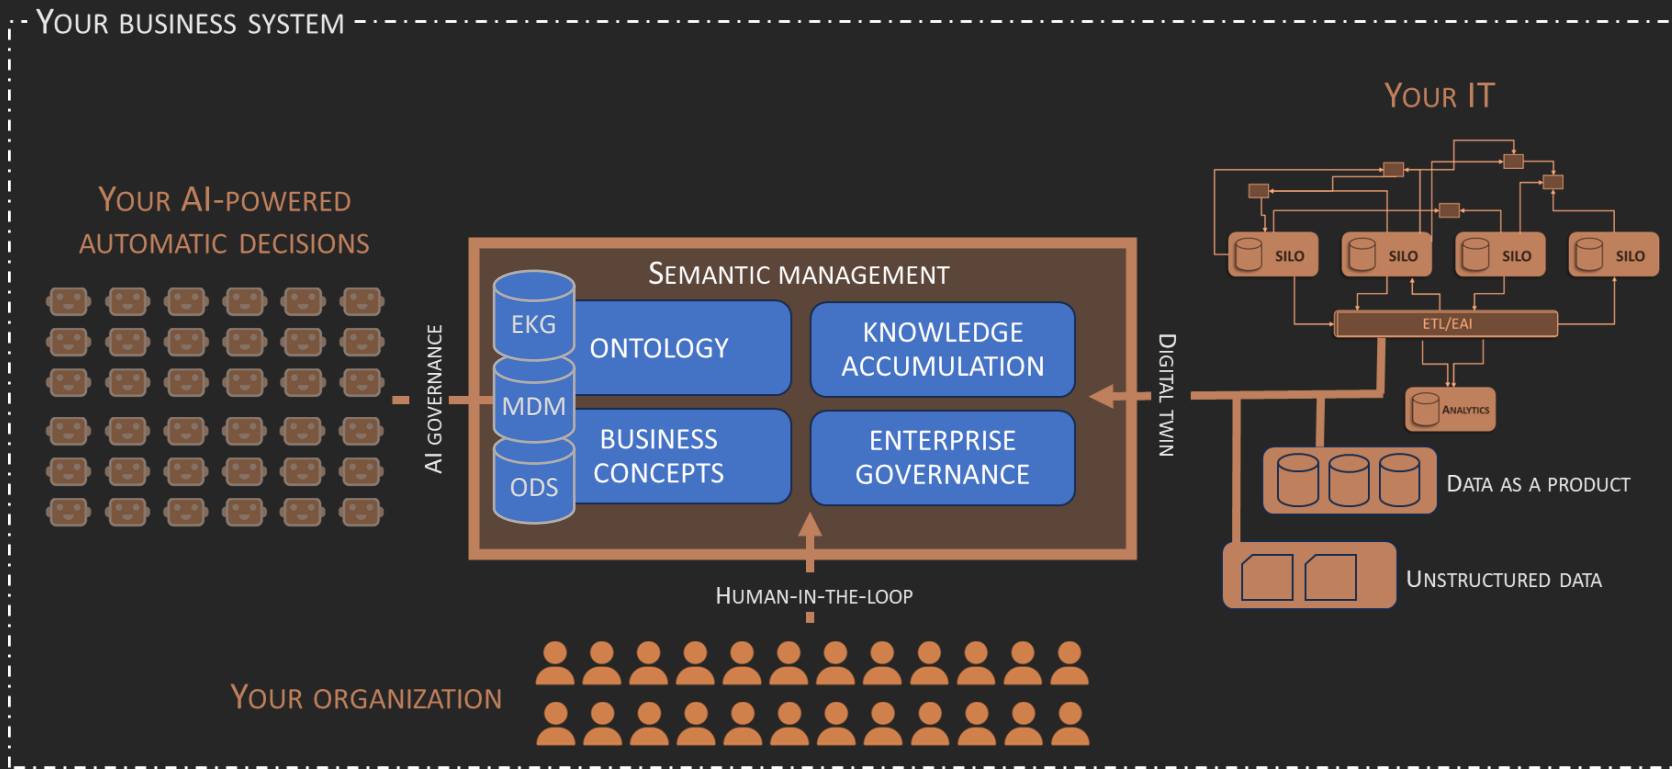 Your business system
Your IT
Your AI-powered
automatic decisions
SILO
SILO
SILO
SILO
Semantic management
EKG
ONTOLOGY
KNOWLEDGE
ACCUMULATION
ETL/EAI
AI governance
Digital twin
MDM
Analytics
BUSINESS
CONCEPTS
ENTERPRISE
GOVERNANCE
ODS
Data as a product
Unstructured data
Human-in-the-loop
Your organization